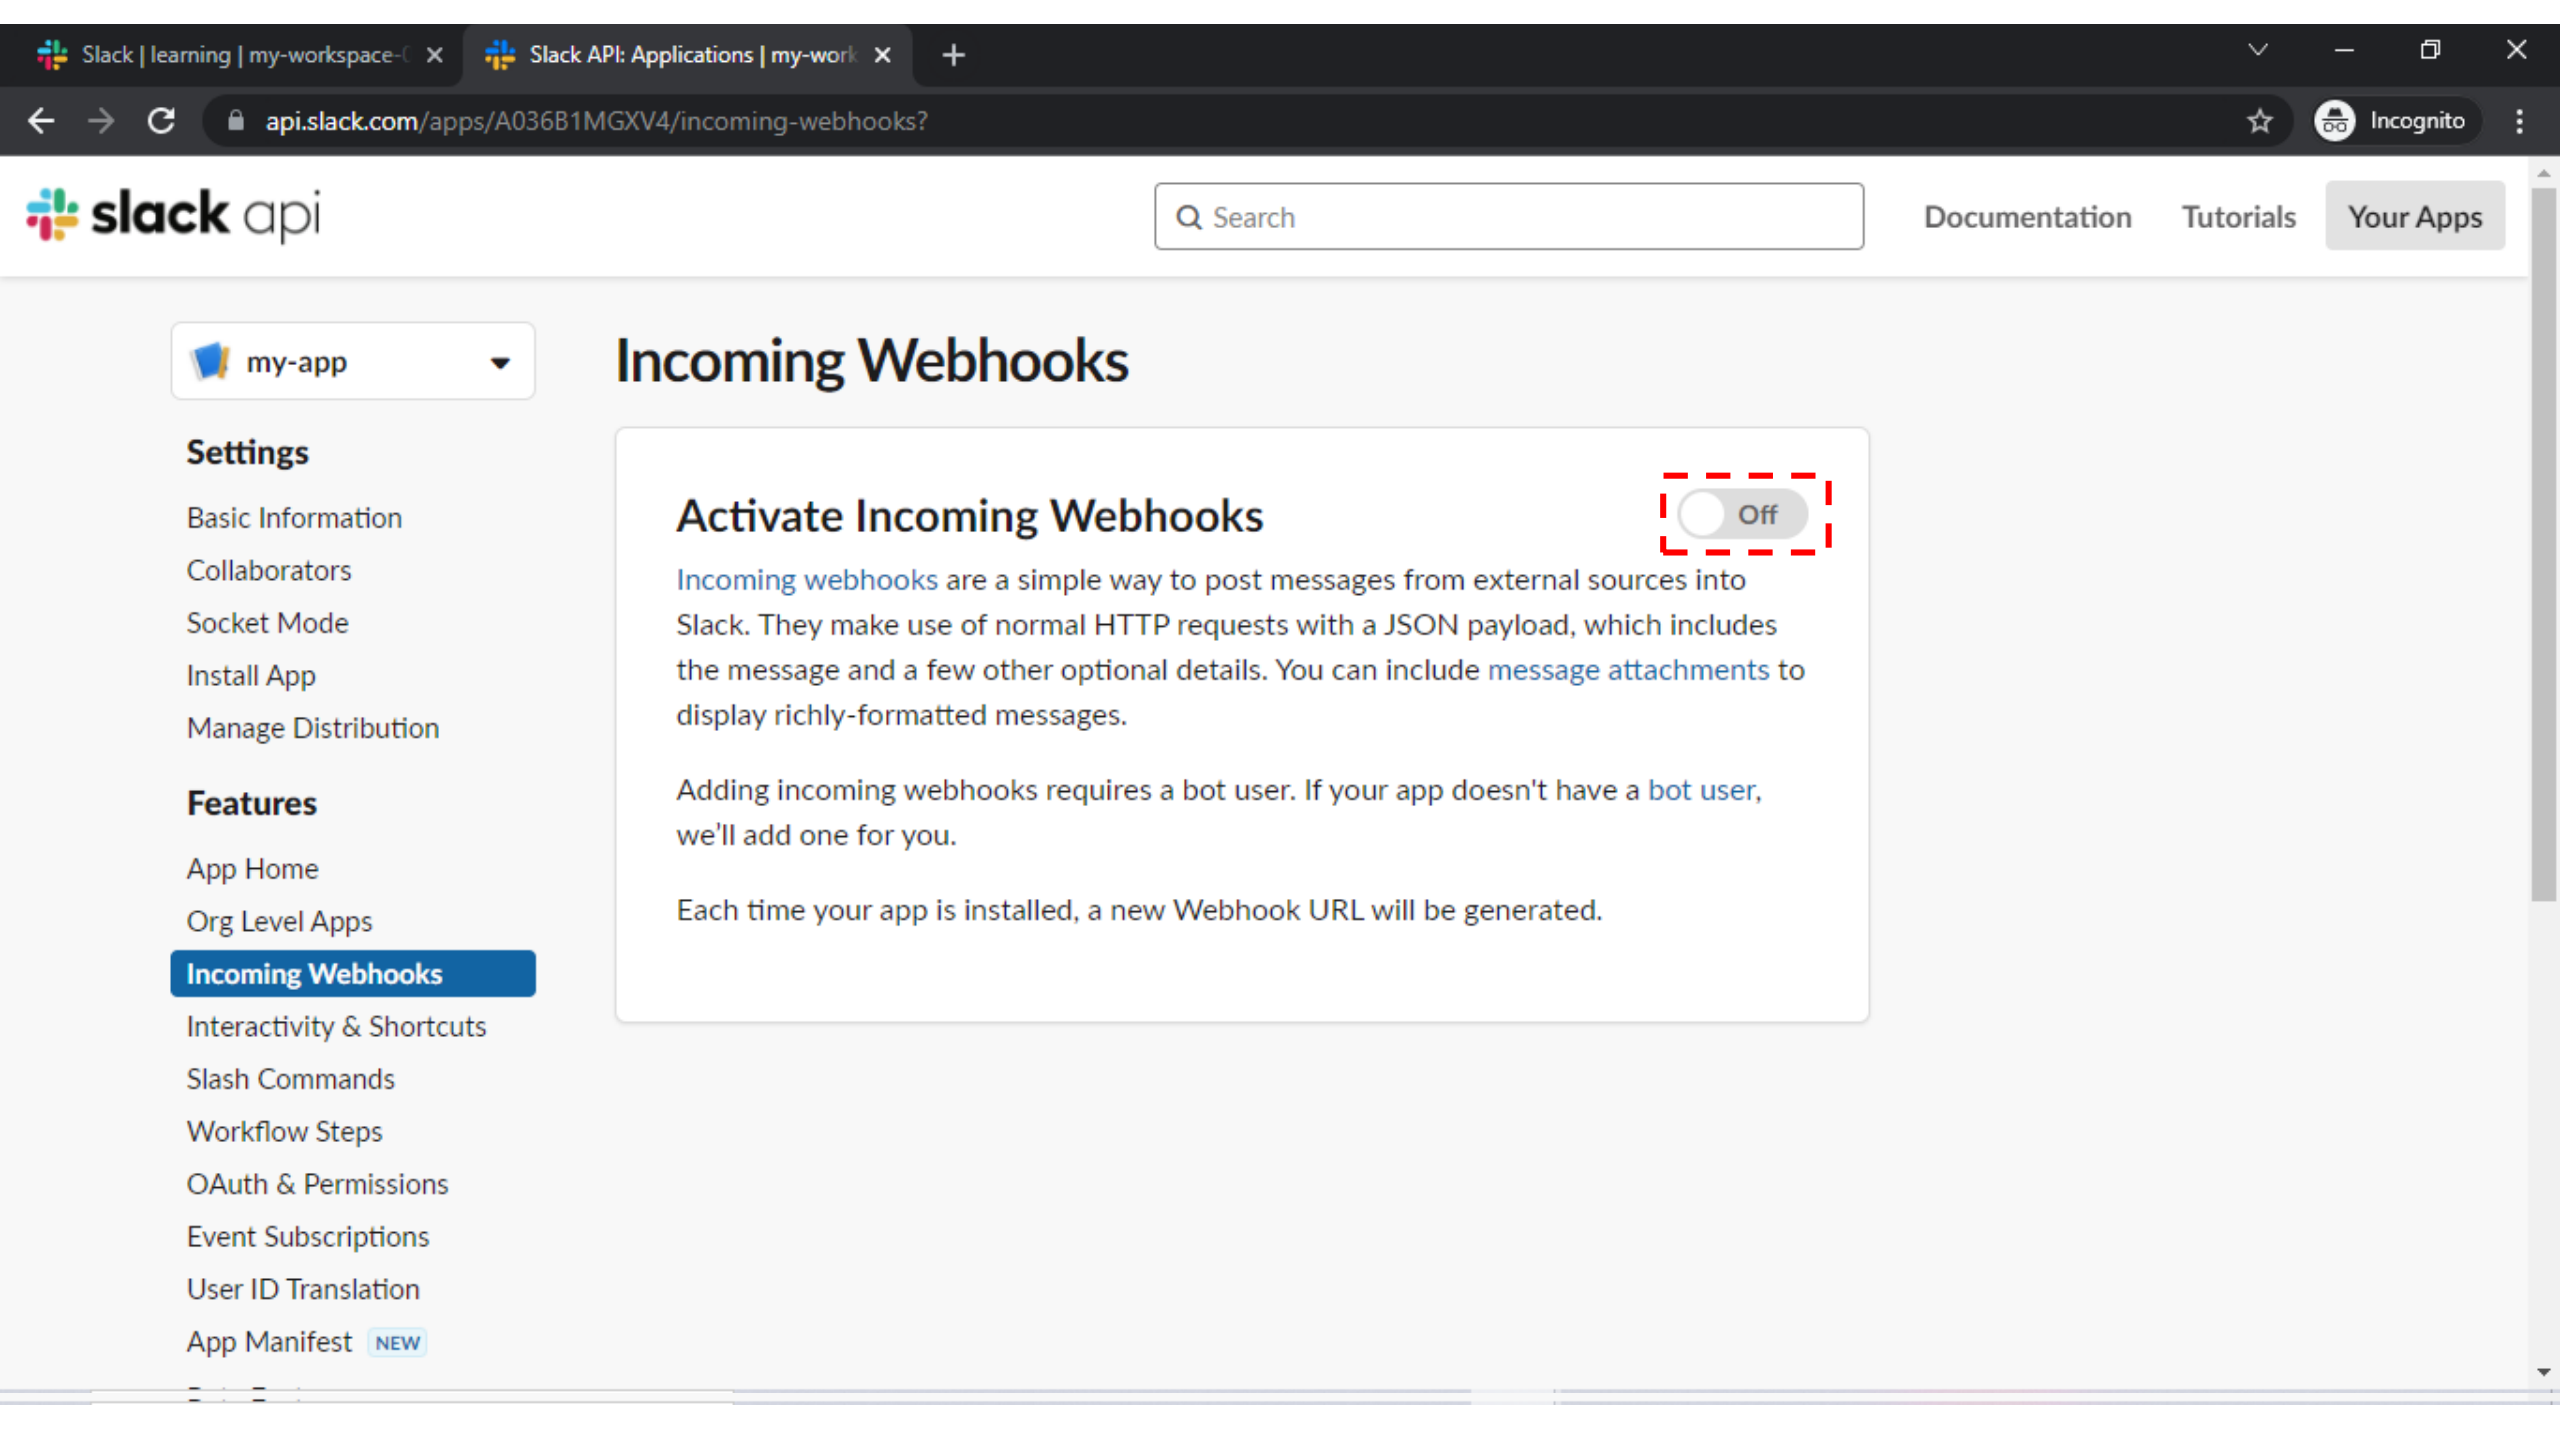 Slack | learning | my-workspace-
Slack API: Applications | my-work
api.slack.com/apps/A036B1MGXV4/incoming-webhooks?
Incognito
slack api
Search
Documentation
Tutorials
Your Apps
my-app
Incoming Webhooks
Settings
Basic Information
Collaborators
Socket Mode
Install App
Manage Distribution
Features
App Home
Org Level Apps
Incoming Webhooks
Interactivity & Shortcuts
Slash Commands
Workflow Steps
OAuth & Permissions
Event Subscriptions
User ID Translation
App Manifest NEW
Activate Incoming Webhooks
Off
Incoming webhooks are a simple way to post messages from external sources into
Slack. They make use of normal HTTP requests with a JSON payload, which includes
the message and a few other optional details. You can include message attachments to
display richly-formatted messages.
Adding incoming webhooks requires a bot user. If your app doesn't have a bot user,
we'll add one for you.
Each time your app is installed, a new Webhook URL will be generated.